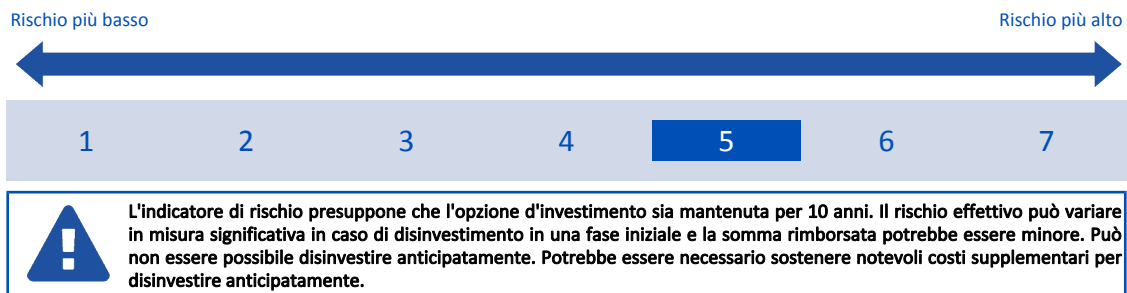 Rischio più basso Rischio più alto
1 2 3 4 5 6 7
L'indicatore di rischio presuppone che l'opzione d'investimento sia mantenuta per 10 anni. Il rischio effettivo può variare
in misura significativa in caso di disinvestimento in una fase iniziale e la somma rimborsata potrebbe essere minore. Può
non essere possibile disinvestire anticipatamente. Potrebbe essere necessario sostenere notevoli costi supplementari per
disinvestire anticipatamente.